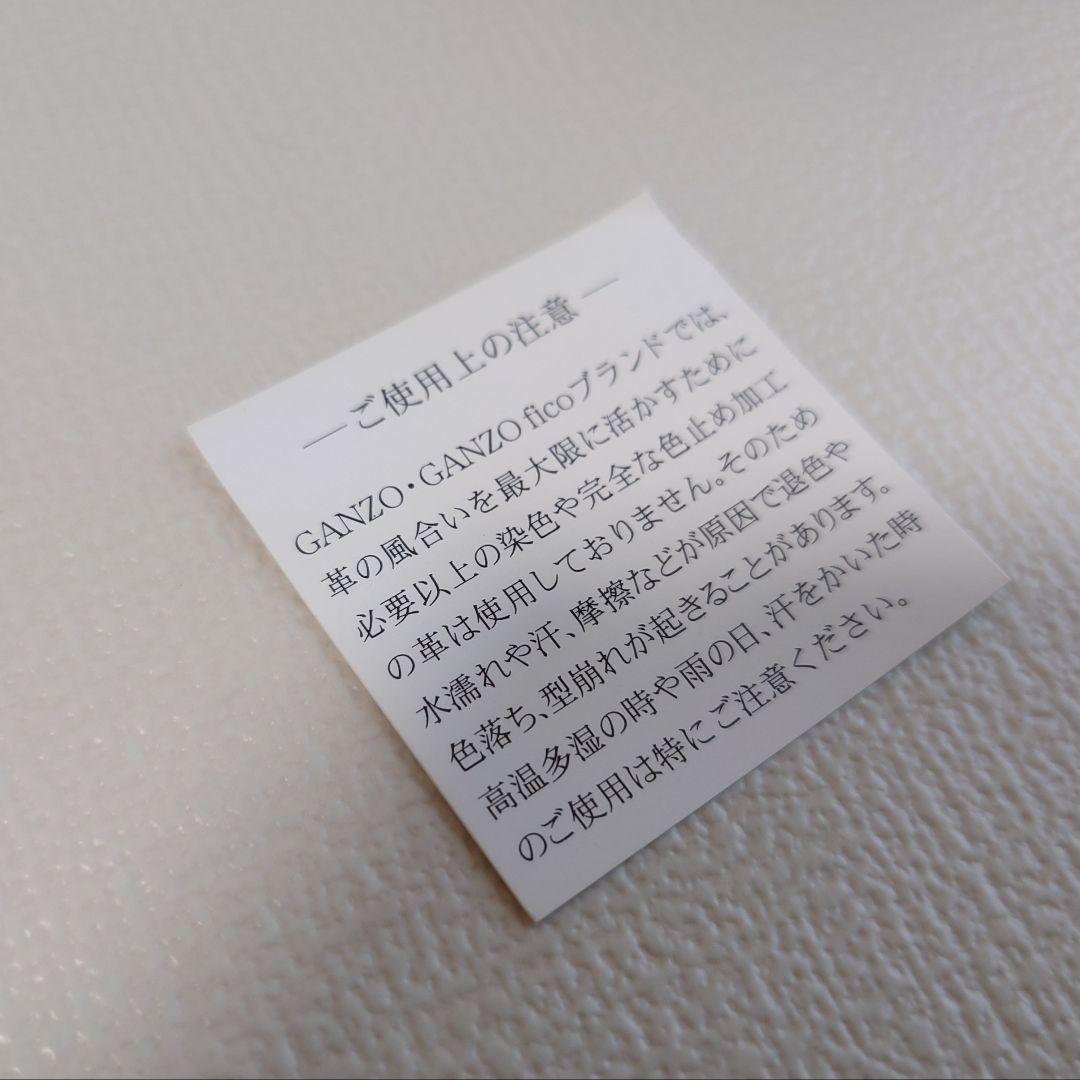 ―ご使用上の注意―
GANZO・GANZO ficoブランドでは、
革の風合いを最大限に活かすために
必要以上の染色や完全な色止め加工
の革は使用しておりません。そのため
水濡れや汗、摩擦などが原因で退色や
色落ち、型崩れが起きることがあります。
高温多湿の時や雨の日、汗をかいた時
のご使用は特にご注意ください。